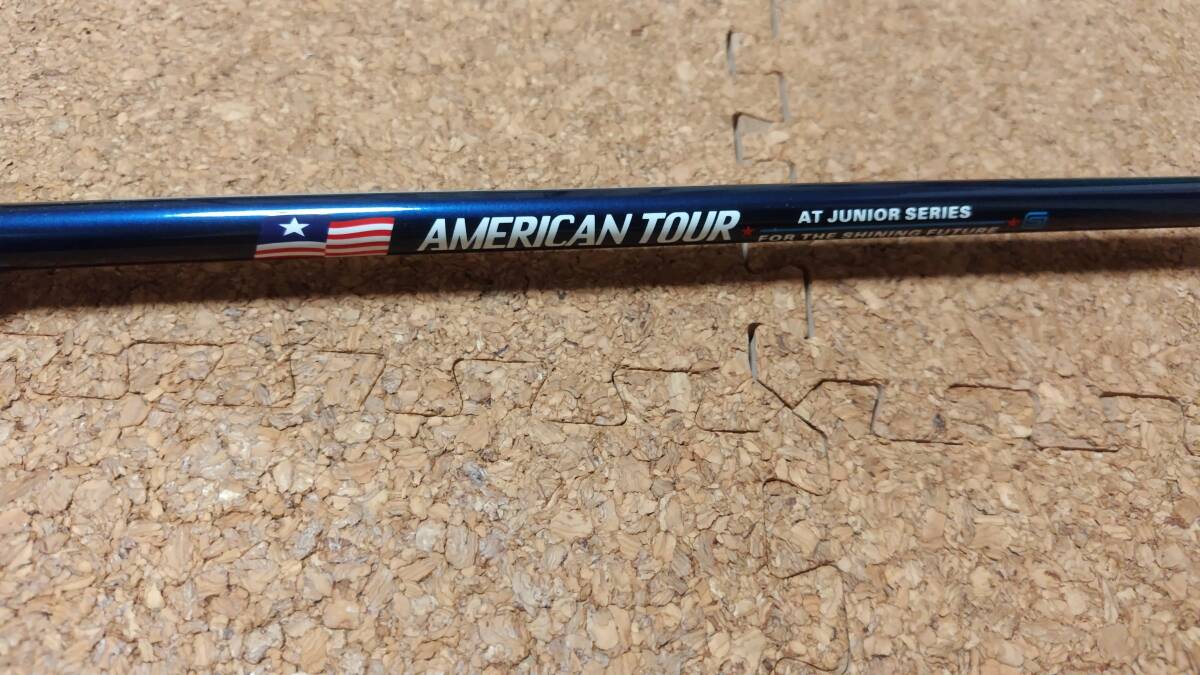 AMERICAN TOUR
AT JUNIOR SERIES
FOR THE SHINING FUTURE